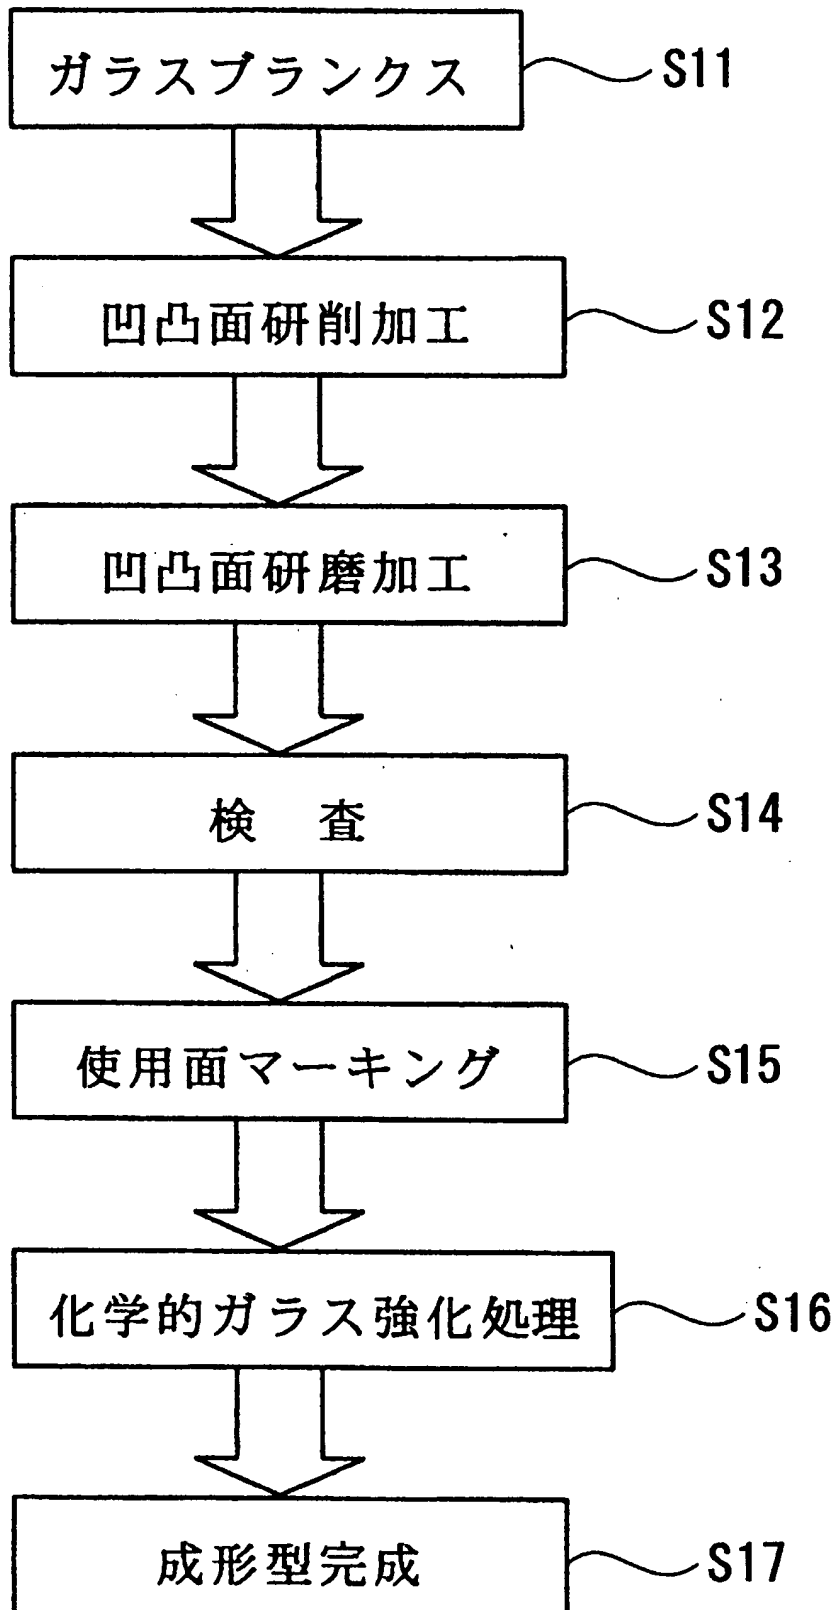 ガラスブランクス S11
凹凸面研削加工 S12
凹凸面研磨加工 S13
検　査 S14
使用面マーキング S15
化学的ガラス強化処理 S16
成形型完成 S17